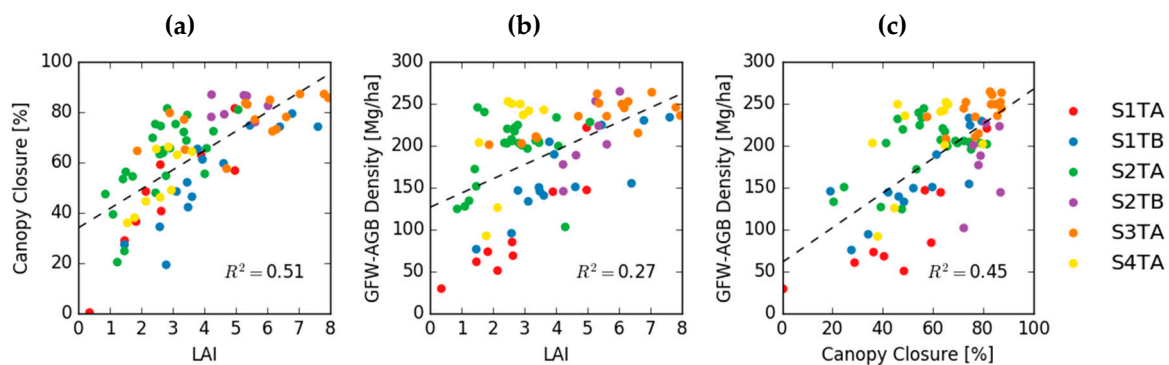 (a)
(b)
(c)
100
80
60
40
20
0
Canopy Closure [%]
R² = 0.51
0 1 2 3 4 5 6 7 8
LAI
300
250
200
150
100
50
0
GFW-AGB Density [Mg/ha]
R² = 0.27
0 1 2 3 4 5 6 7 8
LAI
300
250
200
150
100
50
0
GFW-AGB Density [Mg/ha]
R² = 0.45
0 20 40 60 80 100
Canopy Closure [%]
S1TA
S1TB
S2TA
S2TB
S3TA
S4TA